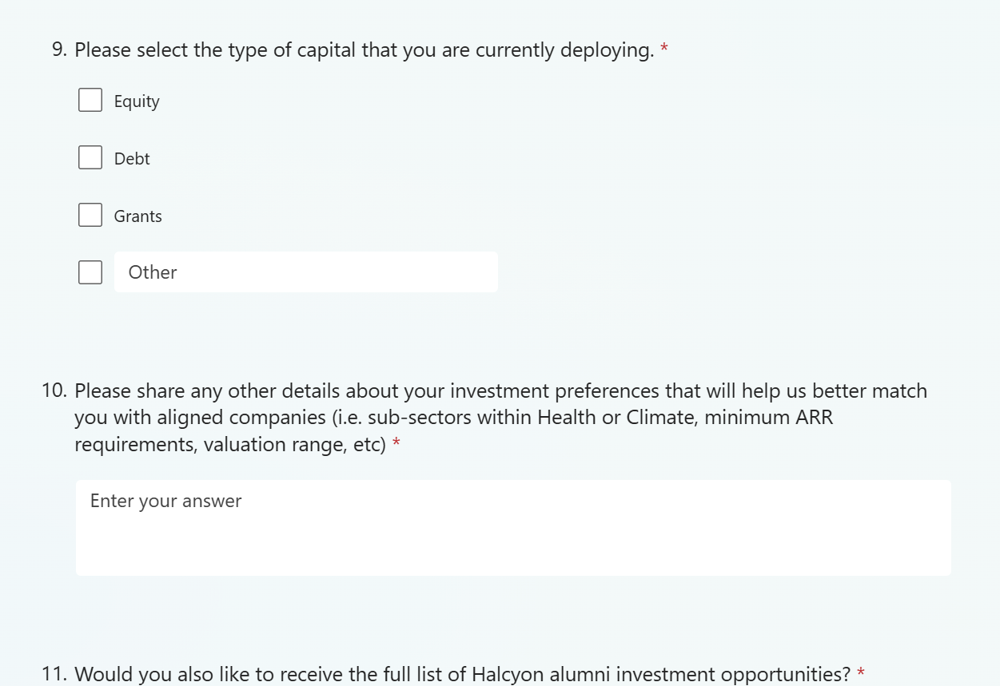 9. Please select the type of capital that you are currently deploying. *
Equity
Debt
Grants
Other
10. Please share any other details about your investment preferences that will help us better match
you with aligned companies (i.e. sub-sectors within Health or Climate, minimum ARR
requirements, valuation range, etc) *
Enter your answer
11. Would you also like to receive the full list of Halcyon alumni investment opportunities? *